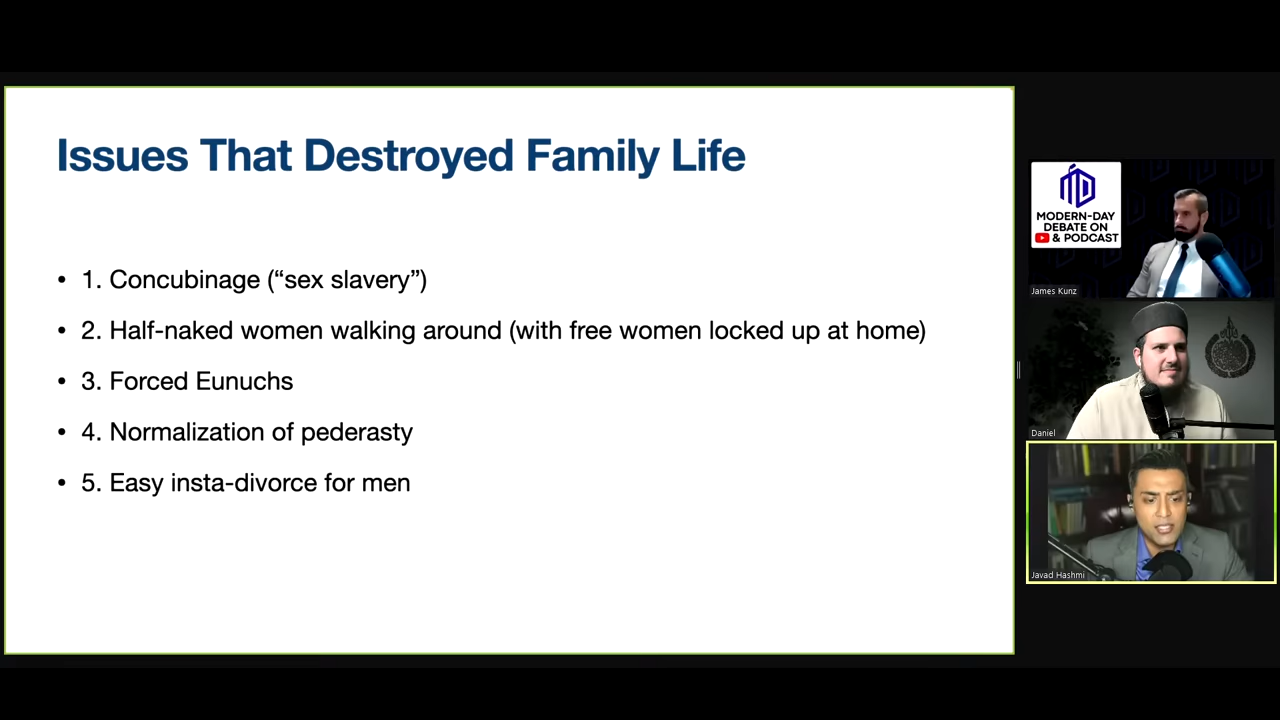 Issues That Destroyed Family Life
• 1. Concubinage (“sex slavery”)
• 2. Half-naked women walking around (with free women locked up at home)
• 3. Forced Eunuchs
• 4. Normalization of pederasty
• 5. Easy insta-divorce for men
MODERN-DAY
DEBATE ON
& PODCAST
James Kunz
Daniel
Javad Hashmi